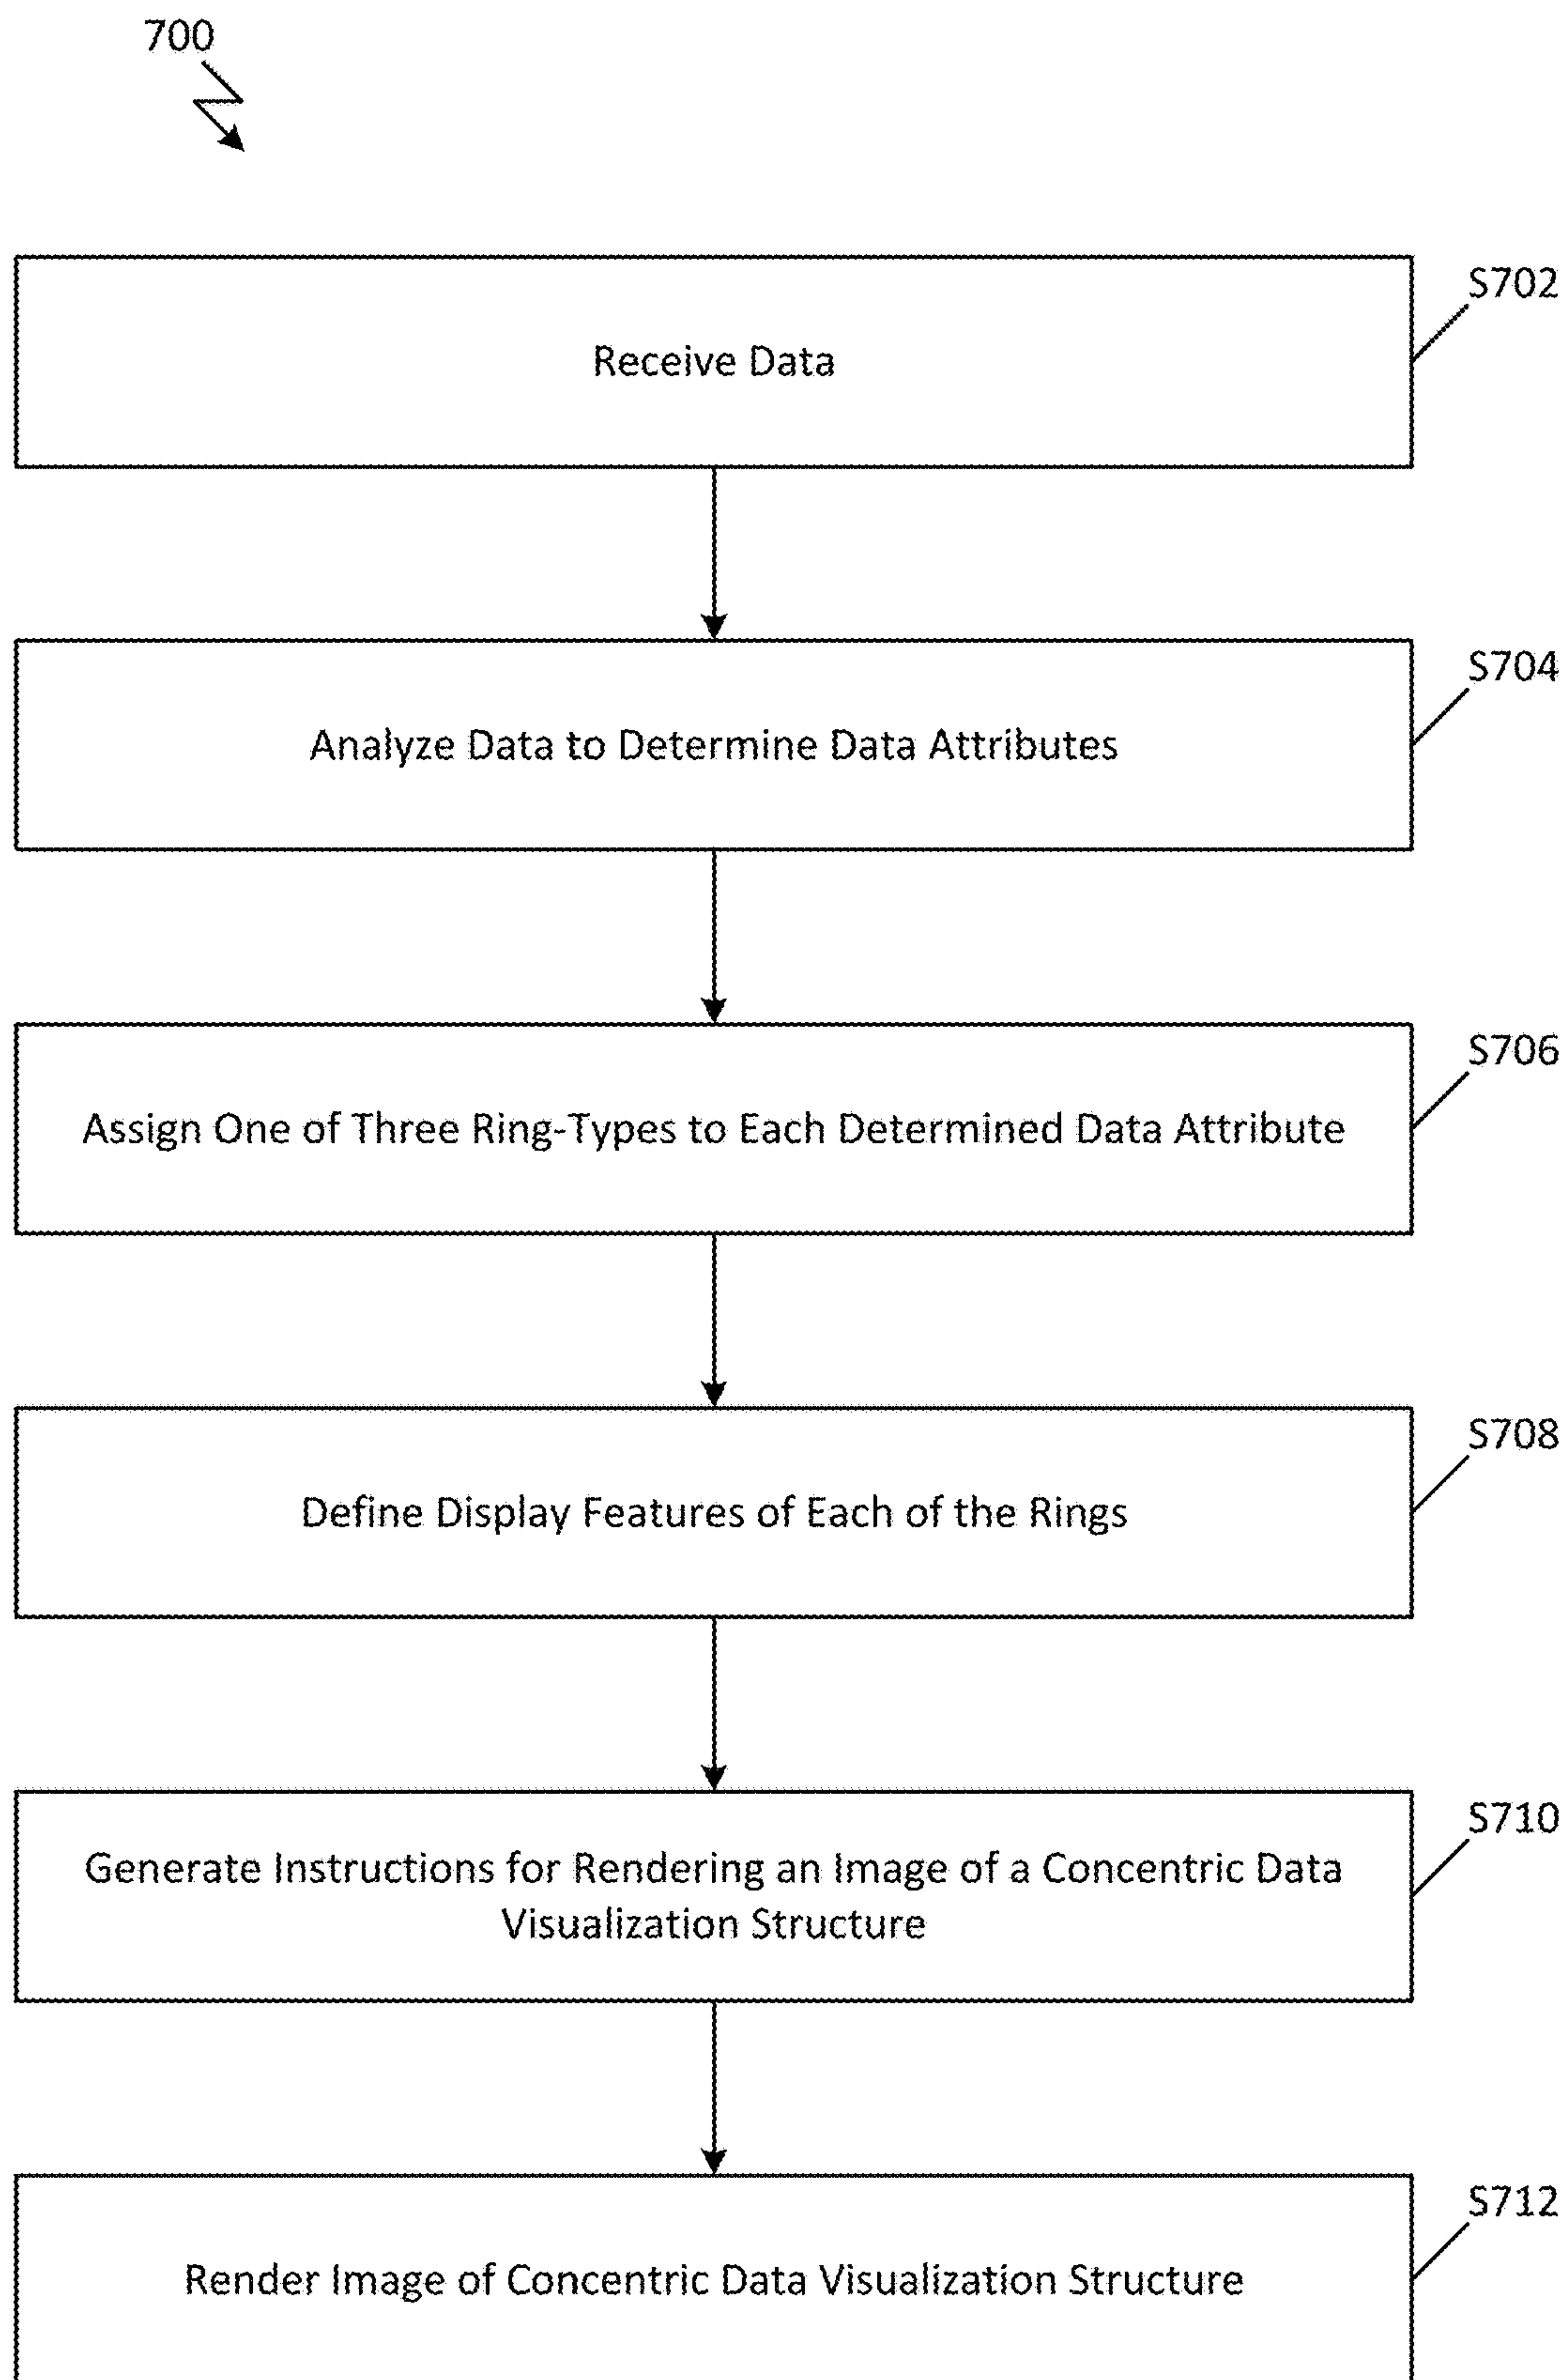 700
S702
Receive Data
S704
Analyze Data to Determine Data Attributes
S706
Assign One of Three Ring-Types to Each Determined Data Attribute
S708
Define Display Features of Each of the Rings
S710
Generate Instructions for Rendering an Image of a Concentric Data
Visualization Structure
S712
Render Image of Concentric Data Visualization Structure